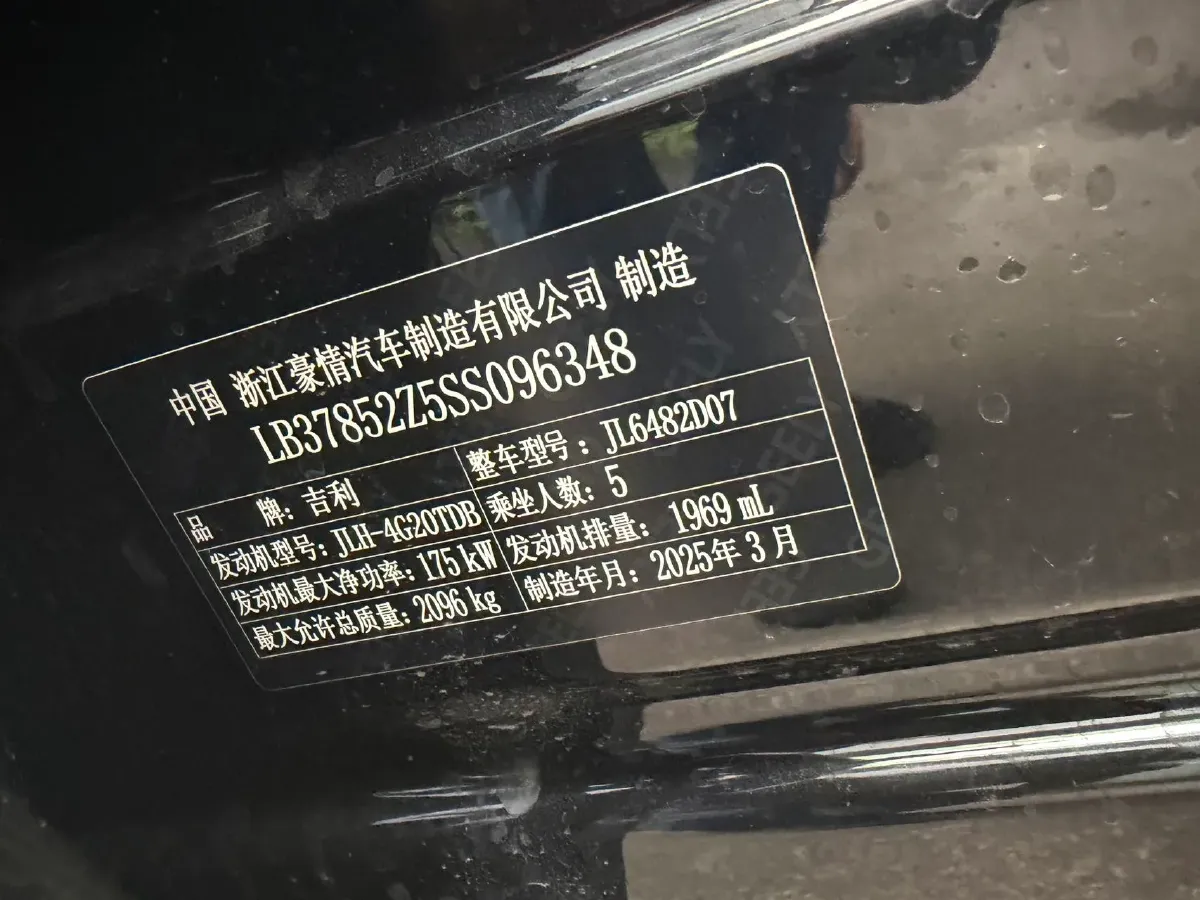 中国 浙江豪情汽车制造有限公司 制造
LB37852Z5SS096348
品 牌：吉利 整车型号：JL6482D07
发动机型号：JLH-4G20TDB 乘坐人数：5
发动机最大净功率：175 kW 发动机排量：1969 mL
最大允许总质量：2096 kg 制造年月：2025年 3 月
GEELY